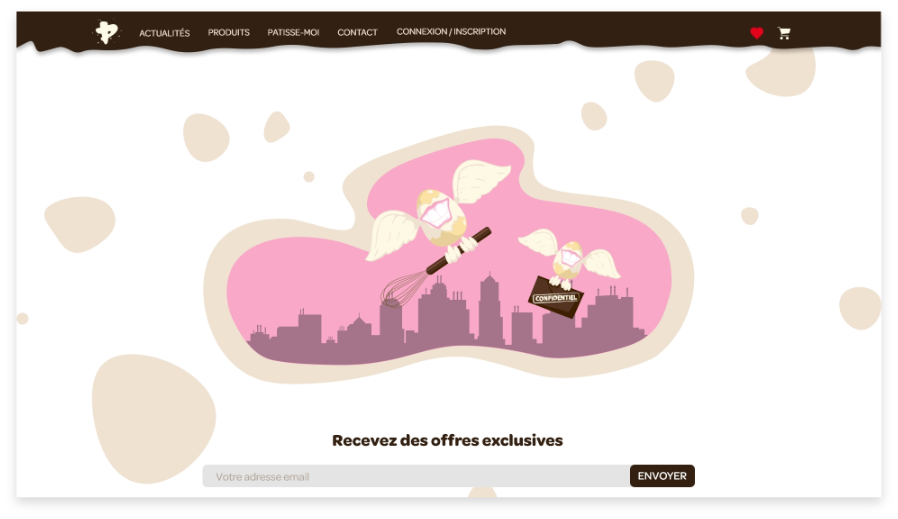 ACTUALITÉS PRODUITS PATISSE-MOI CONTACT CONNEXION / INSCRIPTION
CONFIDENTIEL
Recevez des offres exclusives
Votre adresse email ENVOYER